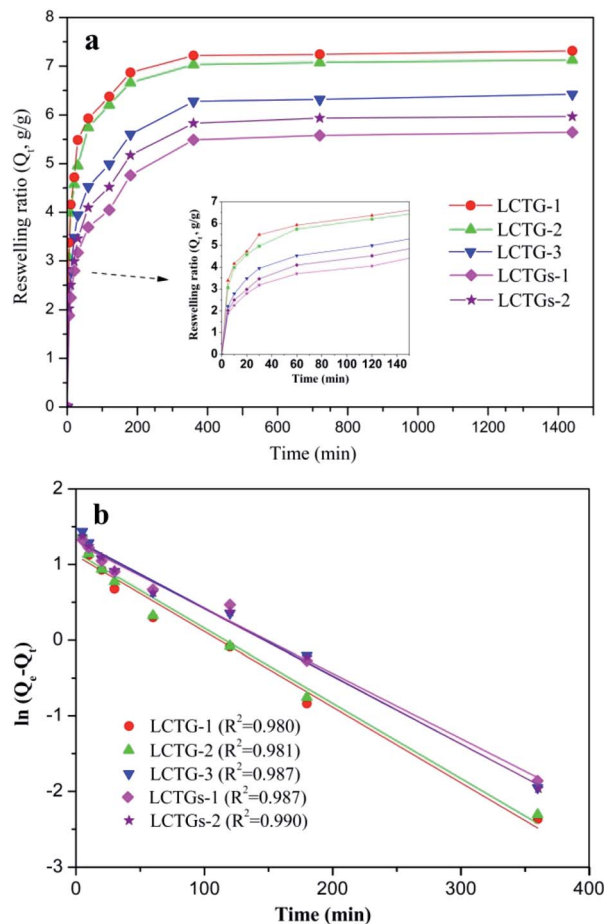 a
Reswelling ratio (Qt, g/g)
8
7
6
5
4
3
2
1
0
0 200 400 600 800 1000 1200 1400
Time (min)
LCTG-1
LCTG-2
LCTG-3
LCTGs-1
LCTGs-2
Reswelling ratio (Qt, g/g)
7
6
5
4
3
2
1
0
0 20 40 60 80 100 120 140
Time (min)
b
ln (Qe-Qt)
2
1
0
-1
-2
-3
LCTG-1 (R²=0.980)
LCTG-2 (R²=0.981)
LCTG-3 (R²=0.987)
LCTGs-1 (R²=0.987)
LCTGs-2 (R²=0.990)
0 100 200 300 400
Time (min)